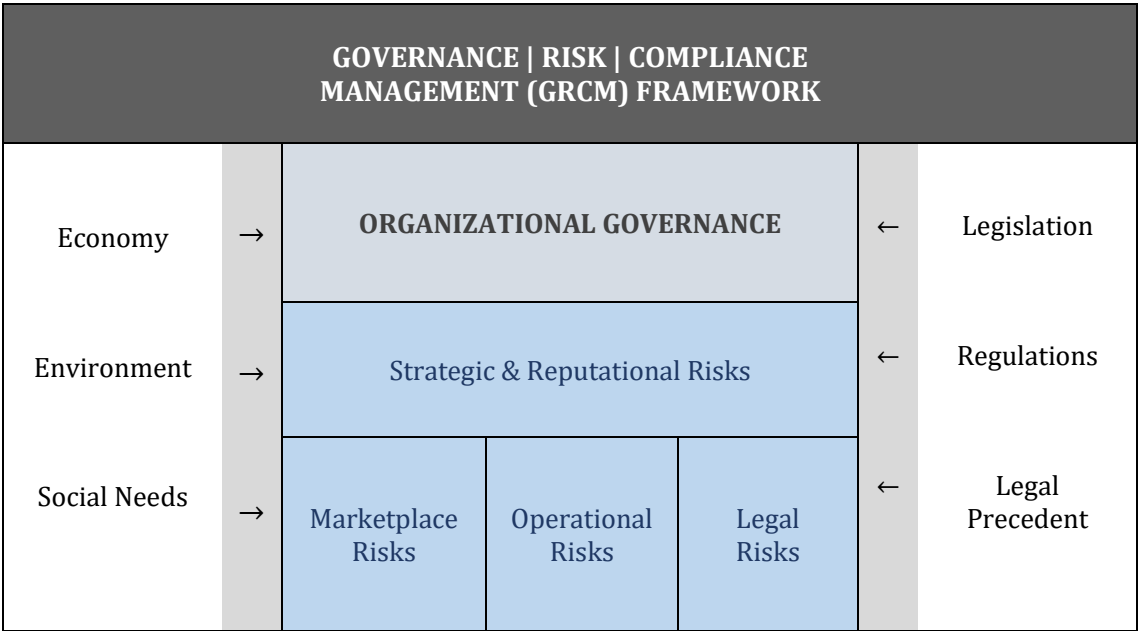 GOVERNANCE | RISK | COMPLIANCE
MANAGEMENT (GRCM) FRAMEWORK
Economy
→
ORGANIZATIONAL GOVERNANCE
←
Legislation
Environment
→
Strategic & Reputational Risks
←
Regulations
Social Needs
→
Marketplace
Risks
Operational
Risks
Legal
Risks
←
Legal
Precedent